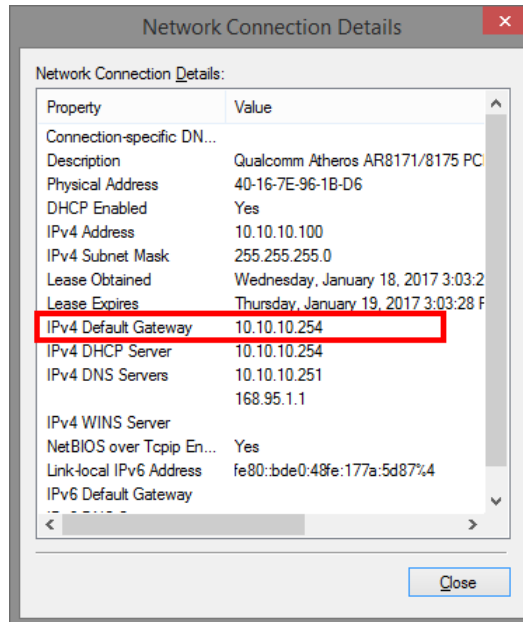 Network Connection Details
Network Connection Details:
Property Value
Connection-specific DN...
Description Qualcomm Atheros AR8171/8175 PCI
Physical Address 40-16-7E-96-1B-D6
DHCP Enabled Yes
IPv4 Address 10.10.10.100
IPv4 Subnet Mask 255.255.255.0
Lease Obtained Wednesday, January 18, 2017 3:03:2
Lease Expires Thursday, January 19, 2017 3:03:28 P
IPv4 Default Gateway 10.10.10.254
IPv4 DHCP Server 10.10.10.254
IPv4 DNS Servers 10.10.10.251
168.95.1.1
IPv4 WINS Server
NetBIOS over Tcpip En... Yes
Link-local IPv6 Address fe80::bde0:48fe:177a:5d87%4
IPv6 Default Gateway
Close